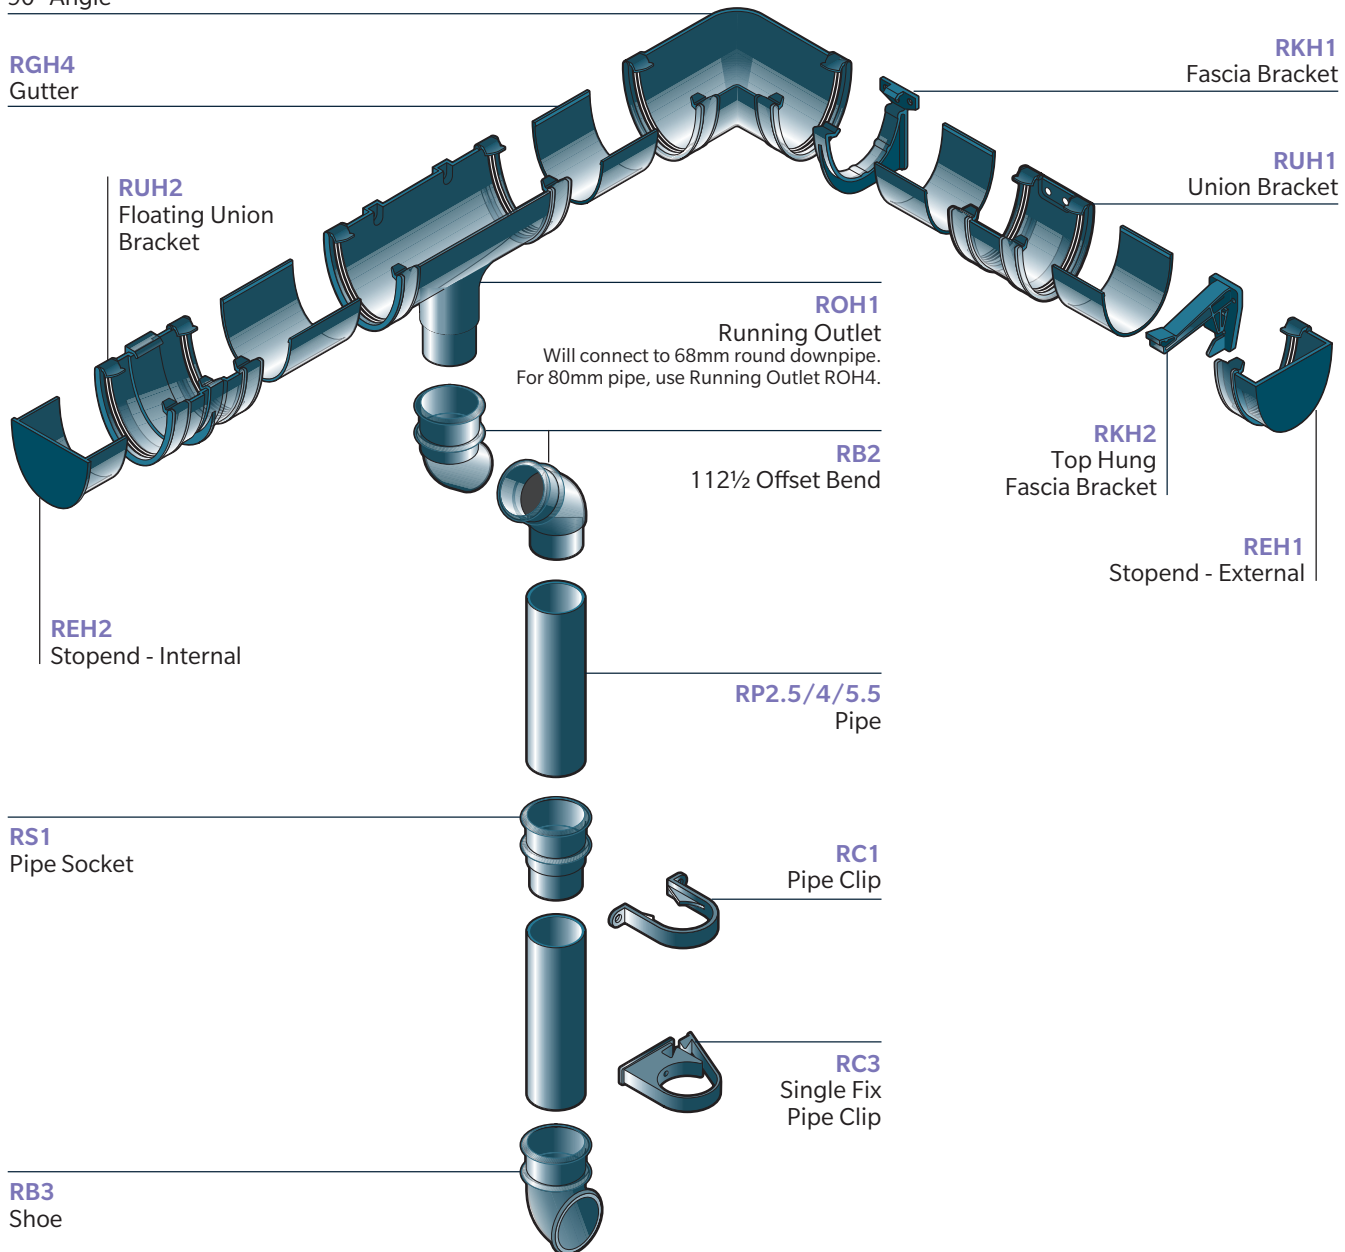 90° Angle
RGH4
Gutter
RKH1
Fascia Bracket
RUH1
Union Bracket
RUH2
Floating Union
Bracket
ROH1
Running Outlet
Will connect to 68mm round downpipe.
For 80mm pipe, use Running Outlet ROH4.
RB2
112½ Offset Bend
RKH2
Top Hung
Fascia Bracket
REH1
Stopend - External
REH2
Stopend - Internal
RP2.5/4/5.5
Pipe
RS1
Pipe Socket
RC1
Pipe Clip
RC3
Single Fix
Pipe Clip
RB3
Shoe